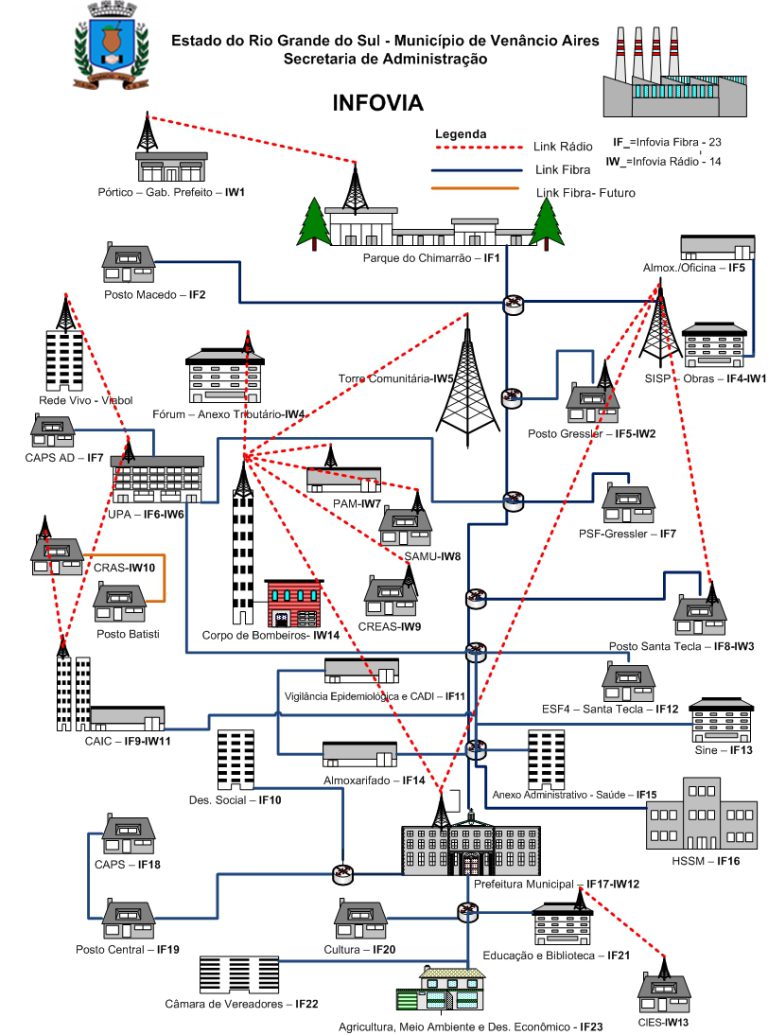 Estado do Rio Grande do Sul - Município de Venâncio Aires
Secretaria de Administração
INFOVIA
Legenda
Link Rádio
Link Fibra
Link Fibra- Futuro
IF_=Infovia Fibra - 23
IW_=Infovia Rádio - 14
Pórtico – Gab. Prefeito – IW1
Parque do Chimarrão – IF1
Almox./Oficina – IF5
Posto Macedo – IF2
SISP – Obras – IF4-IW1
Rede Vivo - Viabol
Fórum – Anexo Tributário-IW4
Torre Comunitária-IW5
Posto Gressler – IF5-IW2
CAPS AD – IF7
UPA – IF6-IW6
PAM-IW7
PSF-Gressler – IF7
SAMU-IW8
CRAS-IW10
CREAS-IW9
Posto Batisti
Corpo de Bombeiros- IW14
Posto Santa Tecla – IF8-IW3
Vigilância Epidemiológica e CADI – IF11
ESF4 – Santa Tecla – IF12
CAIC – IF9-IW11
Sine – IF13
Almoxarifado – IF14
Des. Social – IF10
Anexo Administrativo - Saúde – IF15
CAPS – IF18
HSSM – IF16
Prefeitura Municipal – IF17-IW12
Posto Central – IF19
Cultura – IF20
Educação e Biblioteca – IF21
Câmara de Vereadores – IF22
Agricultura, Meio Ambiente e Des. Econômico - IF23
CIES-IW13